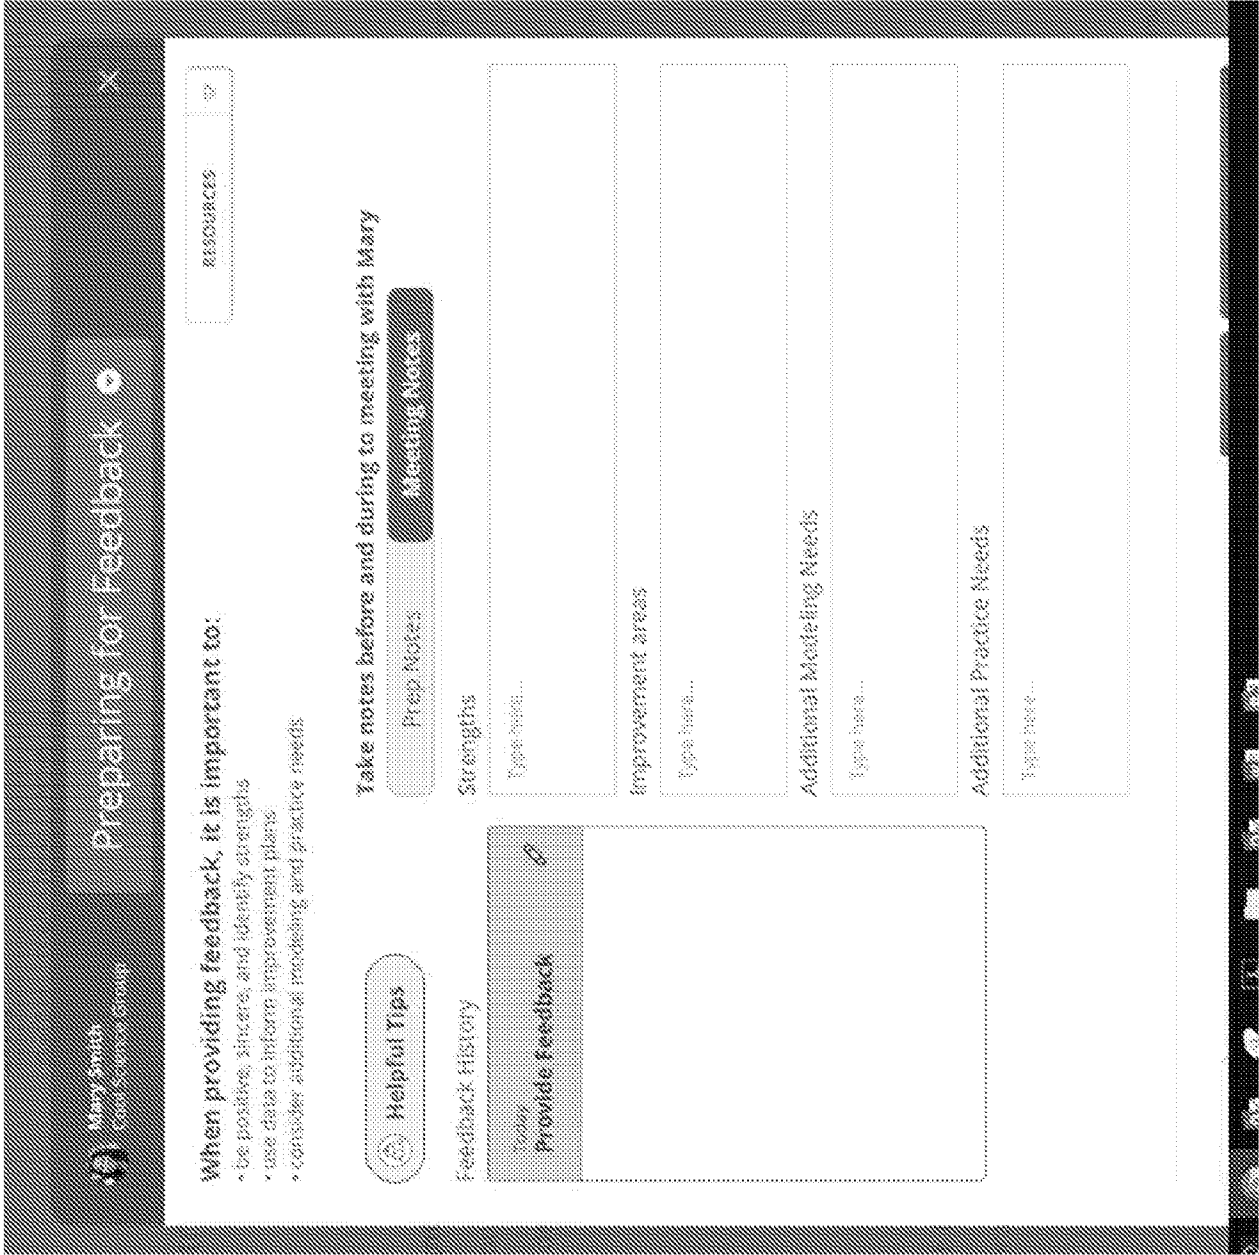 Mary Smith
Preparing for Feedback
X
When providing feedback, it is important to:
• be positive, sincere, and identify strengths
• use data to inform improvement plans
• consider additional modeling and practice needs
RESOURCES
Helpful Tips
Take notes before and during to meeting with Mary
Prep Notes
Meeting Notes
Feedback History
Today
Provide Feedback
Strengths
Type here...
Improvement areas
Type here...
Additional Modeling Needs
Type here...
Additional Practice Needs
Type here...